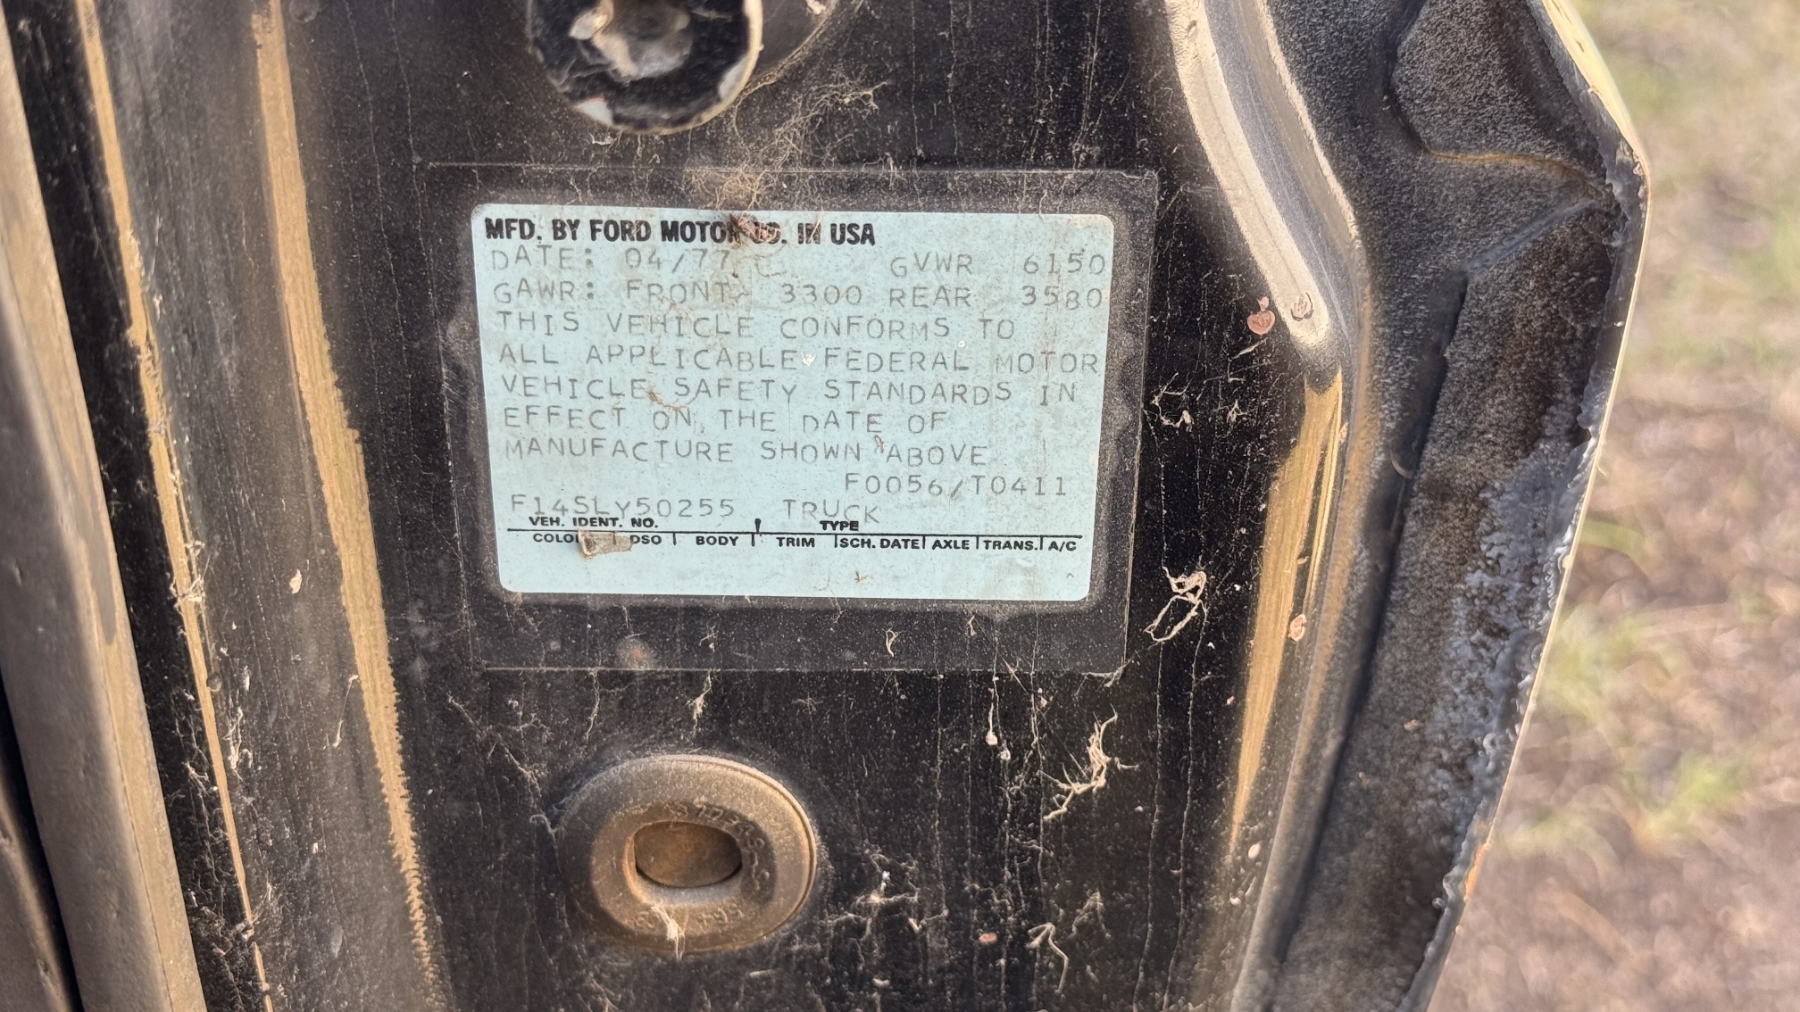 MFD. BY FORD MOTOR CO. IN USA
DATE: 04/77 GVWR 6150
GAWR: FRONT 3300 REAR 3580
THIS VEHICLE CONFORMS TO
ALL APPLICABLE FEDERAL MOTOR
VEHICLE SAFETY STANDARDS IN
EFFECT ON THE DATE OF
MANUFACTURE SHOWN ABOVE
F0056/T0411
F14SLY50255 TRUCK
VEH. IDENT. NO. TYPE
DSO BODY TRIM SCH. DATE AXLE TRANS. A/C